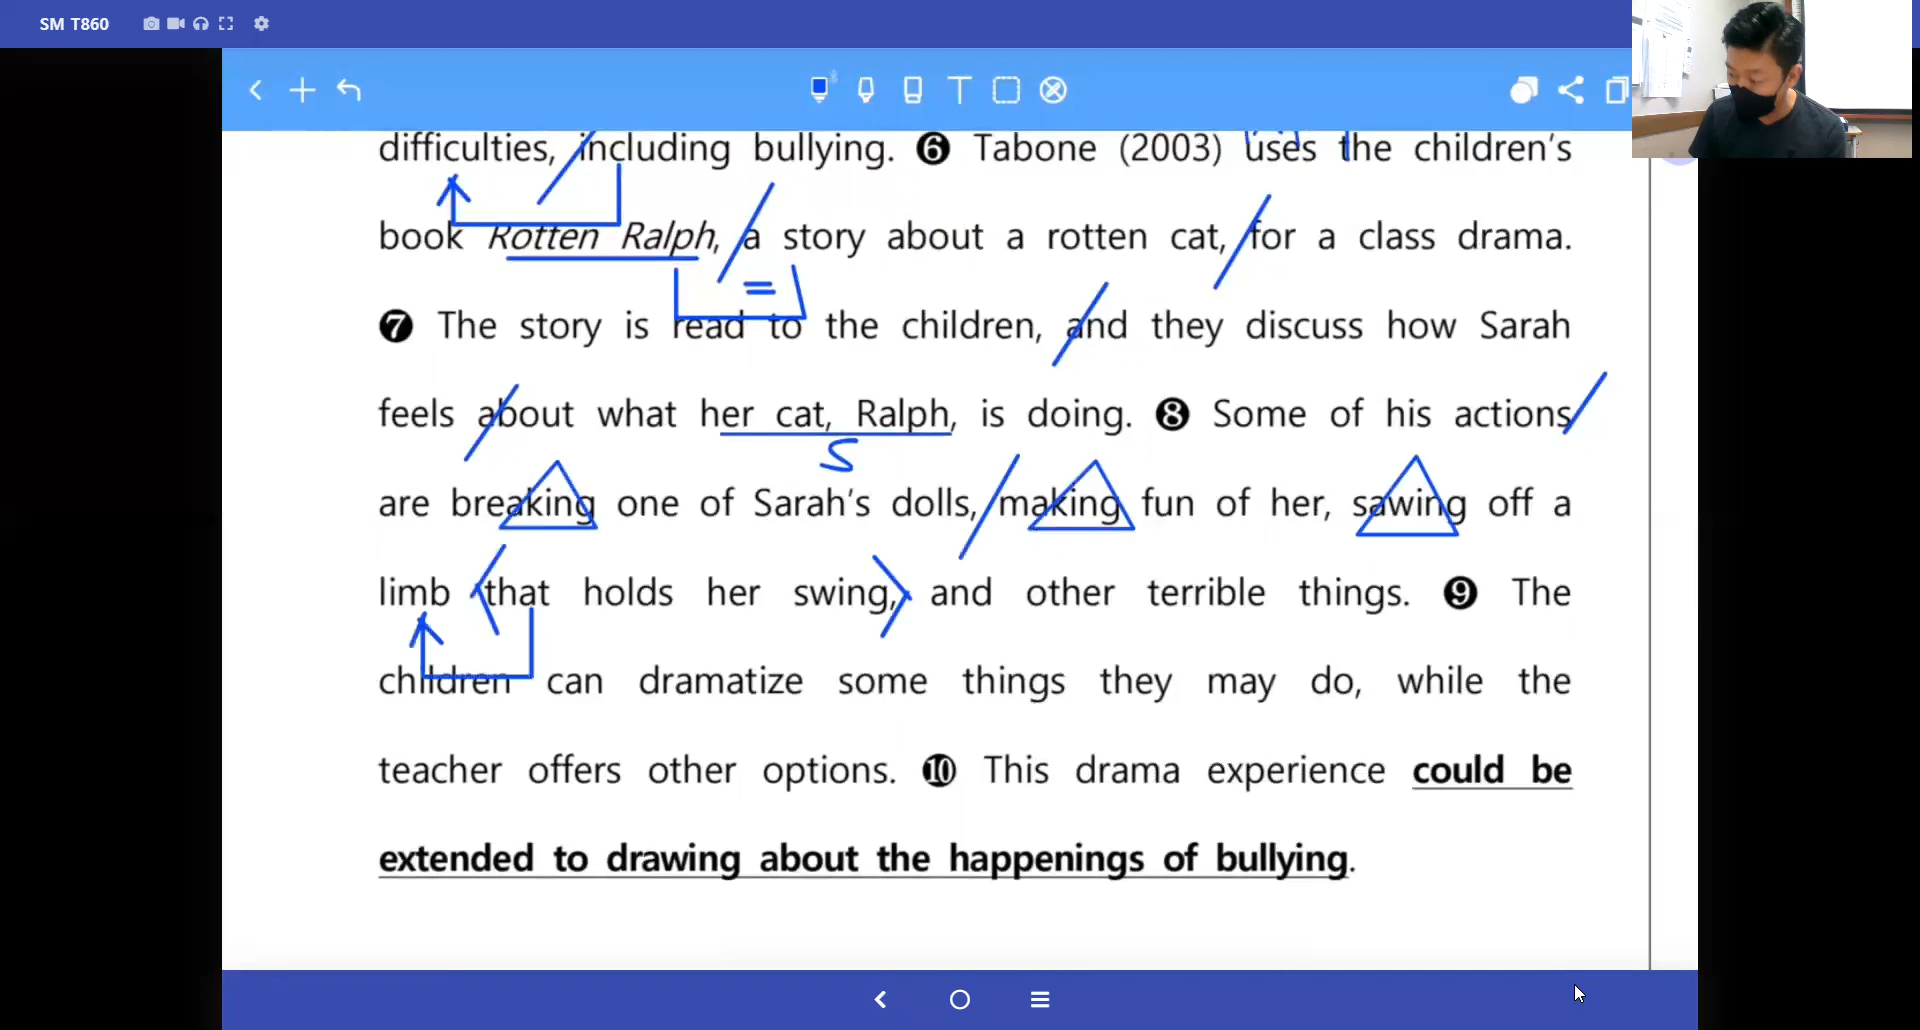 SM T860
difficulties, including bullying. ❻ Tabone (2003) uses the children's
book Rotten Ralph, a story about a rotten cat, for a class drama.
=
❼ The story is read to the children, and they discuss how Sarah
feels about what her cat, Ralph, is doing. ❽ Some of his actions
S
are breaking one of Sarah's dolls, making fun of her, sawing off a
limb that holds her swing, and other terrible things. ❾ The
children can dramatize some things they may do, while the
teacher offers other options. ❿ This drama experience could be
extended to drawing about the happenings of bullying.